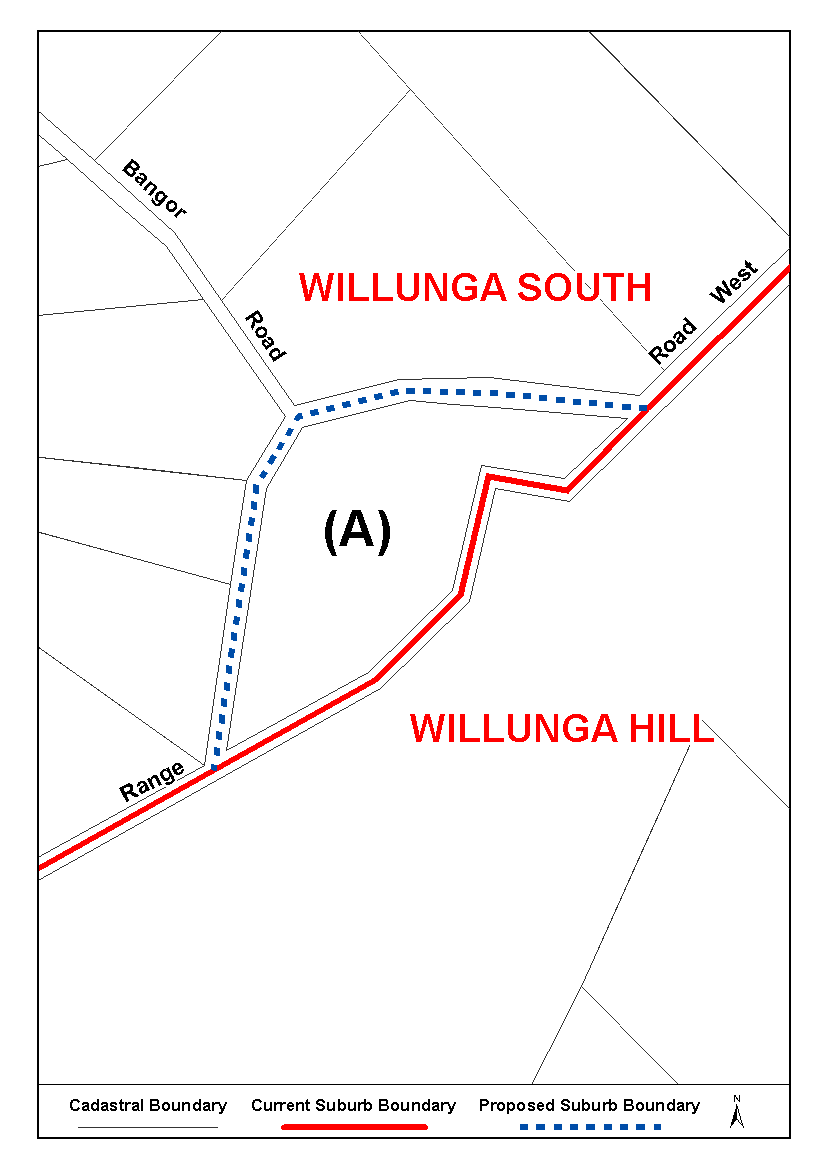 Bangor
Road
WILLUNGA SOUTH
Road West
(A)
WILLUNGA HILL
Range
Cadastral Boundary
Current Suburb Boundary
Proposed Suburb Boundary
N